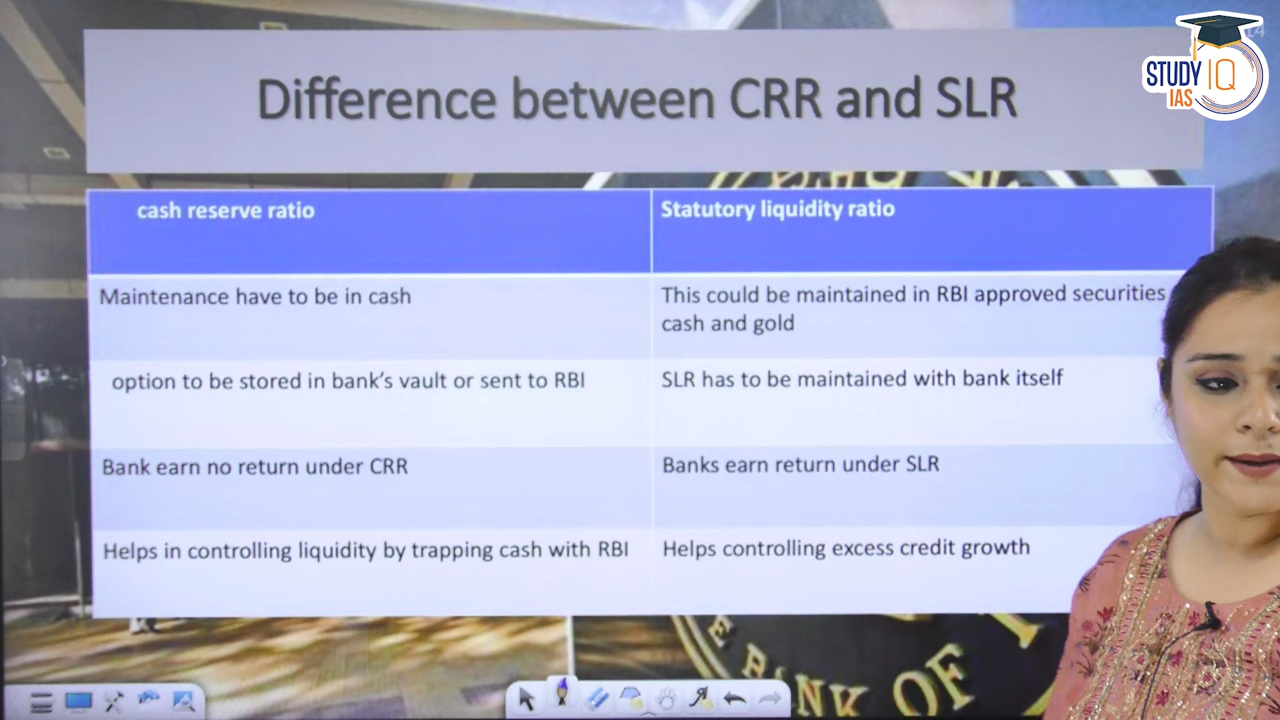 STUDY IQ
IAS
14
Difference between CRR and SLR
cash reserve ratio
Statutory liquidity ratio
Maintenance have to be in cash
This could be maintained in RBI approved securities
cash and gold
option to be stored in bank's vault or sent to RBI
SLR has to be maintained with bank itself
Bank earn no return under CRR
Banks earn return under SLR
Helps in controlling liquidity by trapping cash with RBI
Helps controlling excess credit growth
BANK OF